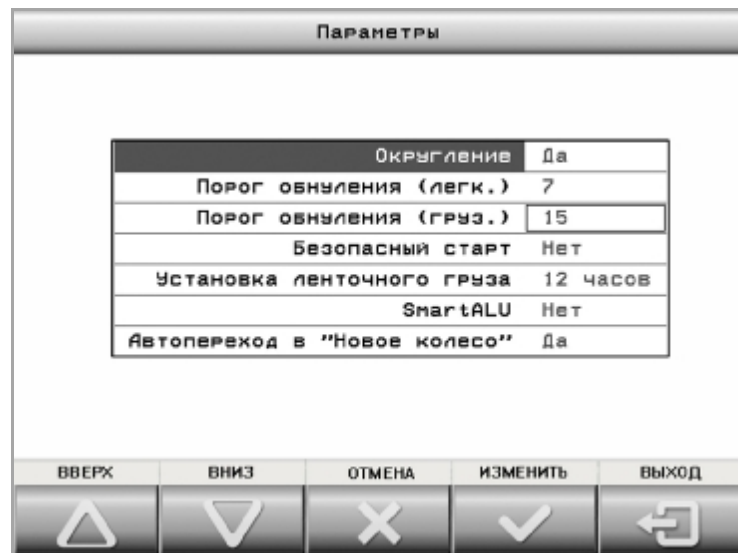 Параметры
Округление Да
Порог обнуления (легк.) 7
Порог обнуления (груз.) 15
Безопасный старт Нет
Установка ленточного груза 12 часов
SmartALU Нет
Автопереход в "Новое колесо" Да
ВВЕРХ ВНИЗ ОТМЕНА ИЗМЕНИТЬ ВЫХОД